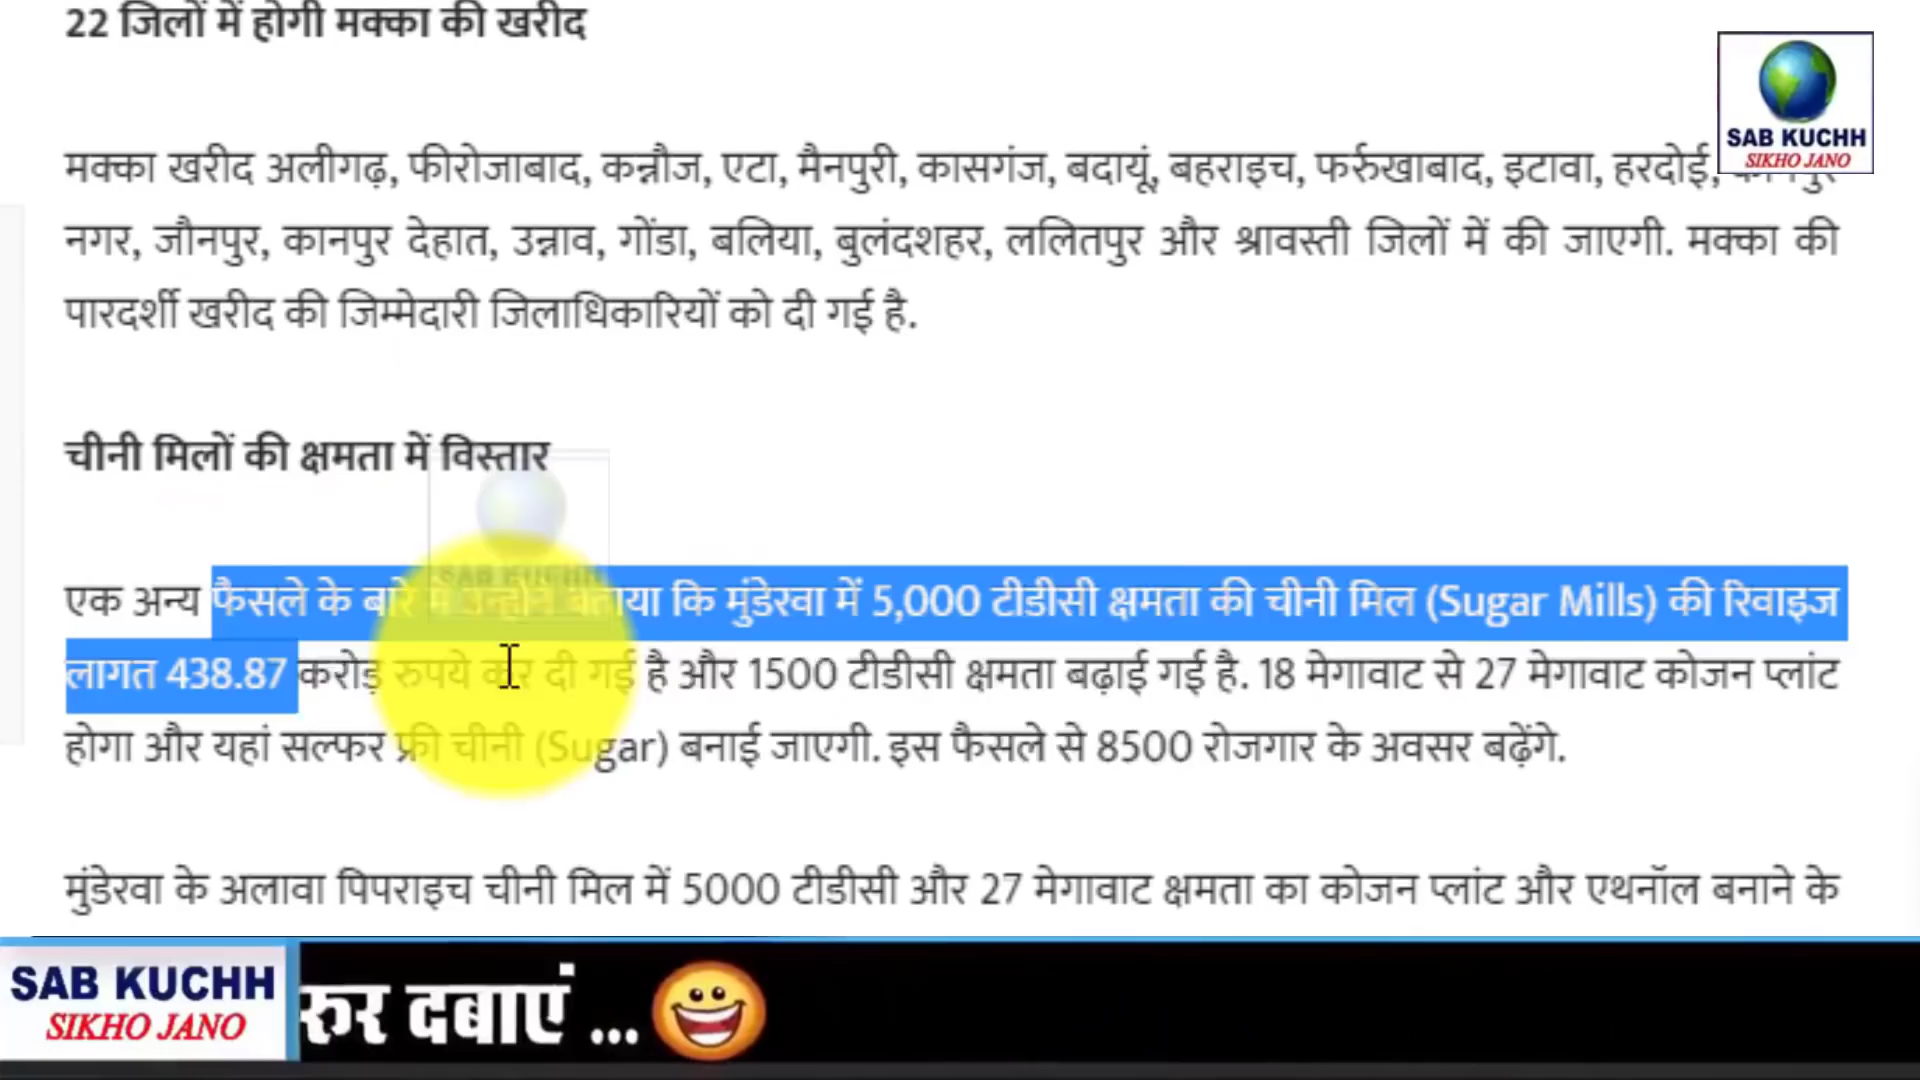 22 जिलों में होगी मक्का की खरीद
SAB KUCHH
SIKHO JANO
मक्का खरीद अलीगढ़, फीरोजाबाद, कन्नौज, एटा, मैनपुरी, कासगंज, बदायूं, बहराइच, फर्रुखाबाद, इटावा, हरदोई, कानपुर
नगर, जौनपुर, कानपुर देहात, उन्नाव, गोंडा, बलिया, बुलंदशहर, ललितपुर और श्रावस्ती जिलों में की जाएगी. मक्का की
पारदर्शी खरीद की जिम्मेदारी जिलाधिकारियों को दी गई है.
चीनी मिलों की क्षमता में विस्तार
SAB KUCHH
एक अन्य फैसले के बारे में उन्होंने बताया कि मुंडेरवा में 5,000 टीडीसी क्षमता की चीनी मिल (Sugar Mills) की रिवाइज
लागत 438.87 करोड़ रुपये कर दी गई है और 1500 टीडीसी क्षमता बढ़ाई गई है. 18 मेगावाट से 27 मेगावाट कोजन प्लांट
होगा और यहां सल्फर फ्री चीनी (Sugar) बनाई जाएगी. इस फैसले से 8500 रोजगार के अवसर बढ़ेंगे.
मुंडेरवा के अलावा पिपराइच चीनी मिल में 5000 टीडीसी और 27 मेगावाट क्षमता का कोजन प्लांट और एथनॉल बनाने के
SAB KUCHH
SIKHO JANO
रुर दबाएं ...